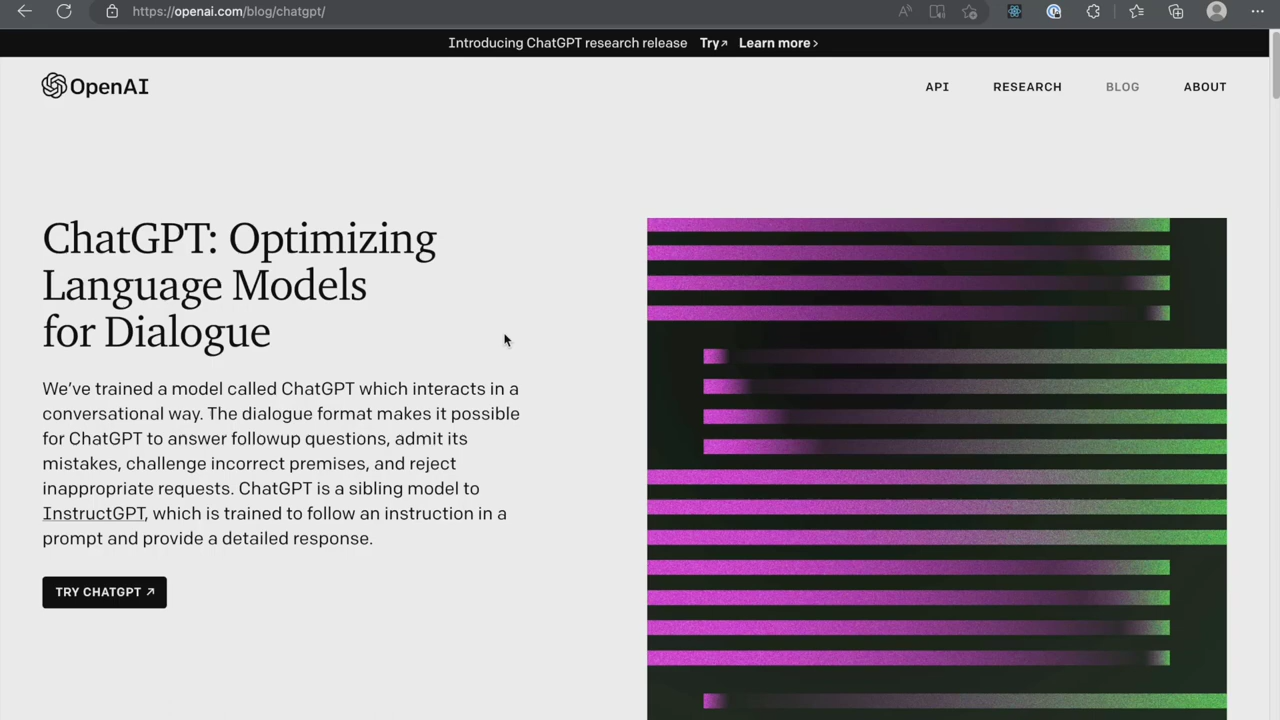 https://openai.com/blog/chatgpt/
Introducing ChatGPT research release Try↗ Learn more ›
OpenAI
API RESEARCH BLOG ABOUT
ChatGPT: Optimizing
Language Models
for Dialogue
We’ve trained a model called ChatGPT which interacts in a
conversational way. The dialogue format makes it possible
for ChatGPT to answer followup questions, admit its
mistakes, challenge incorrect premises, and reject
inappropriate requests. ChatGPT is a sibling model to
InstructGPT, which is trained to follow an instruction in a
prompt and provide a detailed response.
TRY CHATGPT ↗